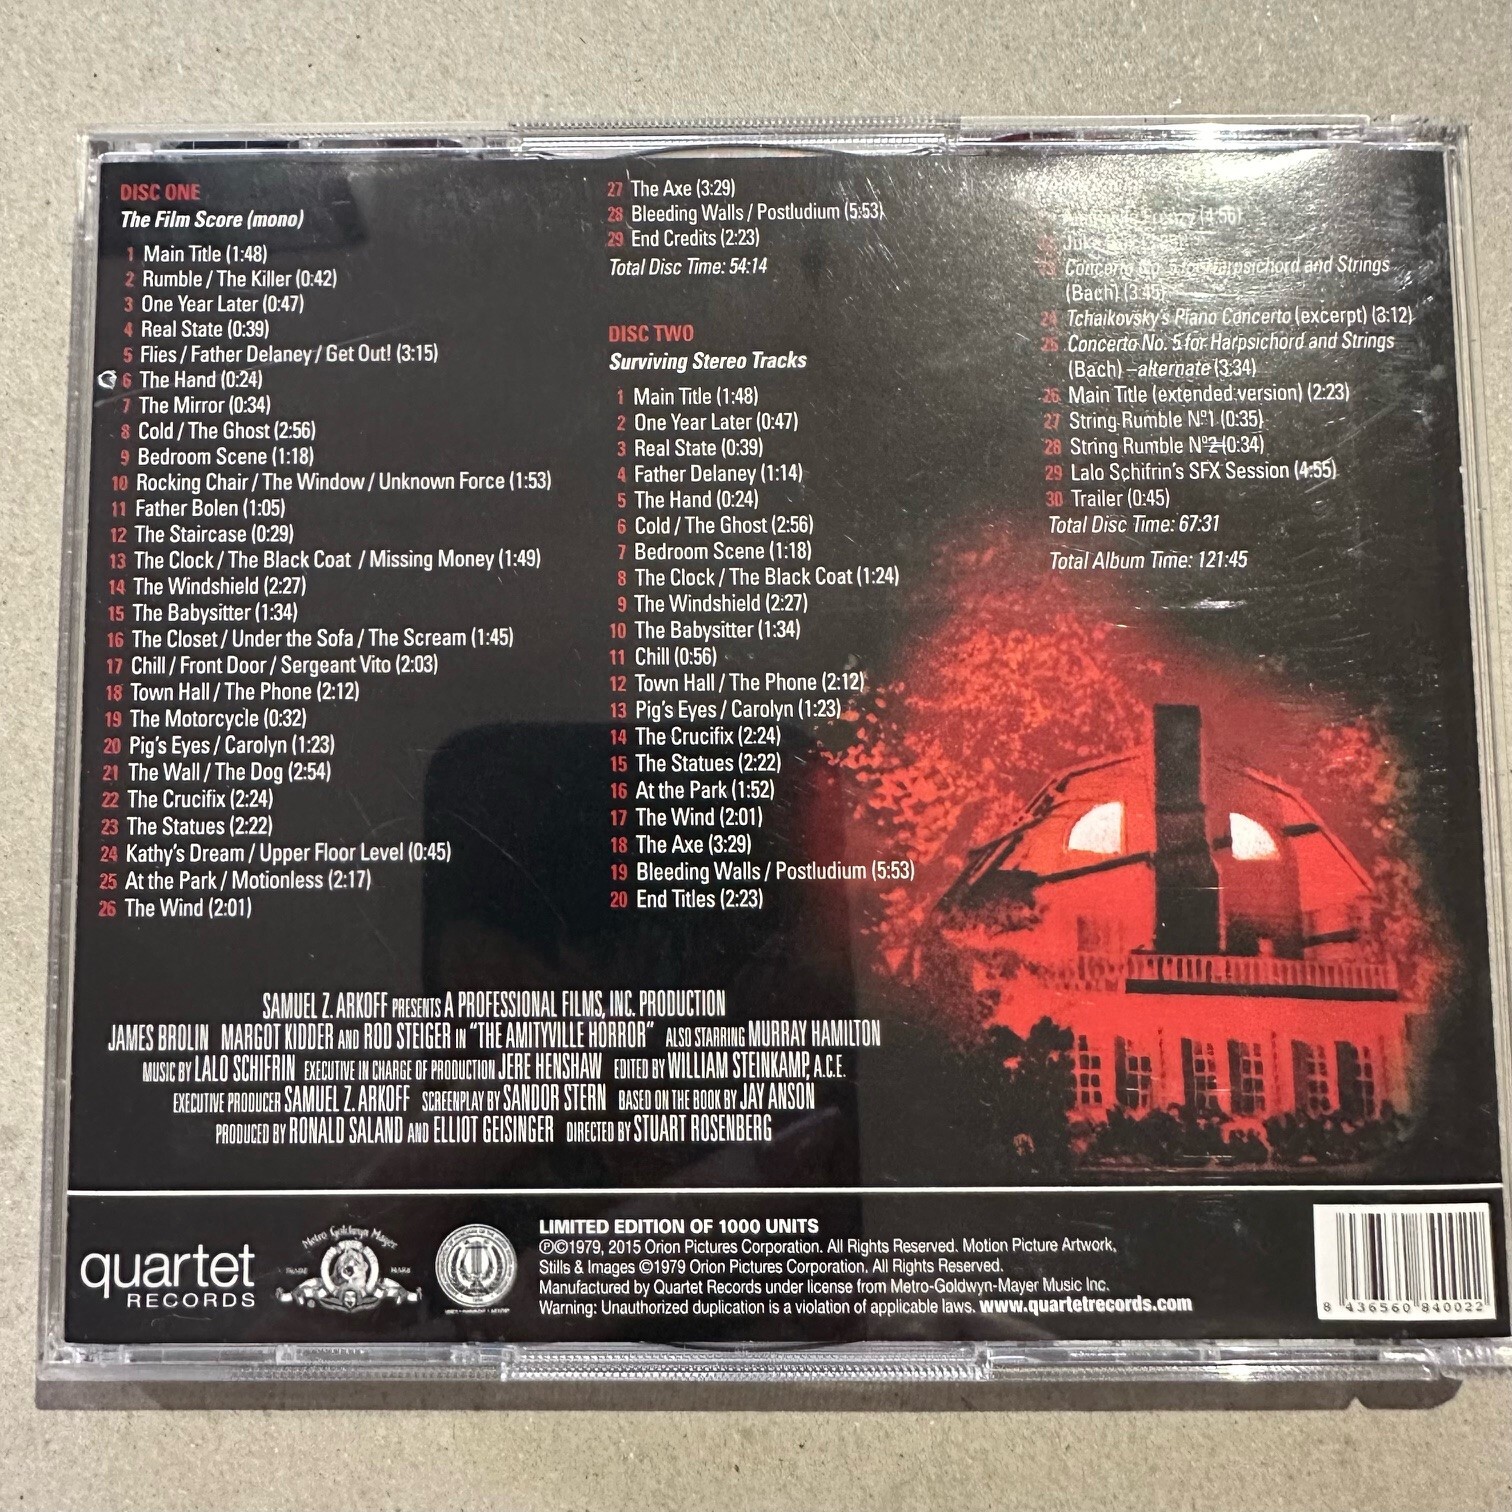 DISC ONE
The Film Score (mono)
1 Main Title (1:48)
2 Rumble / The Killer (0:42)
3 One Year Later (0:47)
4 Real State (0:39)
5 Flies / Father Delaney / Get Out! (3:15)
6 The Hand (0:24)
7 The Mirror (0:34)
8 Cold / The Ghost (2:56)
9 Bedroom Scene (1:18)
10 Rocking Chair / The Window / Unknown Force (1:53)
11 Father Bolen (1:05)
12 The Staircase (0:29)
13 The Clock / The Black Coat / Missing Money (1:49)
14 The Windshield (2:27)
15 The Babysitter (1:34)
16 The Closet / Under the Sofa / The Scream (1:45)
17 Chill / Front Door / Sergeant Vito (2:03)
18 Town Hall / The Phone (2:12)
19 The Motorcycle (0:32)
20 Pig's Eyes / Carolyn (1:23)
21 The Wall / The Dog (2:54)
22 The Crucifix (2:24)
23 The Statues (2:22)
24 Kathy's Dream / Upper Floor Level (0:45)
25 At the Park / Motionless (2:17)
26 The Wind (2:01)
27 The Axe (3:29)
28 Bleeding Walls / Postludium (5:53)
29 End Credits (2:23)
Total Disc Time: 54:14
DISC TWO
Surviving Stereo Tracks
1 Main Title (1:48)
2 One Year Later (0:47)
3 Real State (0:39)
4 Father Delaney (1:14)
5 The Hand (0:24)
6 Cold / The Ghost (2:56)
7 Bedroom Scene (1:18)
8 The Clock / The Black Coat (1:24)
9 The Windshield (2:27)
10 The Babysitter (1:34)
11 Chill (0:56)
12 Town Hall / The Phone (2:12)
13 Pig's Eyes / Carolyn (1:23)
14 The Crucifix (2:24)
15 The Statues (2:22)
16 At the Park (1:52)
17 The Wind (2:01)
18 The Axe (3:29)
19 Bleeding Walls / Postludium (5:53)
20 End Titles (2:23)
Frenzy (4:56)
Concerto No. 5 for Harpsichord and Strings
(Bach) (3:45)
24 Tchaikovsky's Piano Concerto (excerpt) (3:12)
25 Concerto No. 5 for Harpsichord and Strings
(Bach) –alternate (3:34)
26 Main Title (extended version) (2:23)
27 String Rumble Nº1 (0:35)
28 String Rumble Nº2 (0:34)
29 Lalo Schifrin's SFX Session (4:55)
30 Trailer (0:45)
Total Disc Time: 67:31
Total Album Time: 121:45
SAMUEL Z. ARKOFF PRESENTS A PROFESSIONAL FILMS, INC. PRODUCTION
JAMES BROLIN MARGOT KIDDER AND ROD STEIGER IN "THE AMITYVILLE HORROR" ALSO STARRING MURRAY HAMILTON
MUSIC BY LALO SCHIFRIN EXECUTIVE IN CHARGE OF PRODUCTION JERE HENSHAW EDITED BY WILLIAM STEINKAMP, A.C.E.
EXECUTIVE PRODUCER SAMUEL Z. ARKOFF SCREENPLAY BY SANDOR STERN BASED ON THE BOOK BY JAY ANSON
PRODUCED BY RONALD SALAND AND ELLIOT GEISINGER DIRECTED BY STUART ROSENBERG
quartet
RECORDS
Metro Goldwyn Mayer
TRADE MARK
LIMITED EDITION OF 1000 UNITS
℗©1979, 2015 Orion Pictures Corporation. All Rights Reserved. Motion Picture Artwork,
Stills & Images ©1979 Orion Pictures Corporation. All Rights Reserved.
Manufactured by Quartet Records under license from Metro-Goldwyn-Mayer Music Inc.
Warning: Unauthorized duplication is a violation of applicable laws. www.quartetrecords.com
8 436560 840022